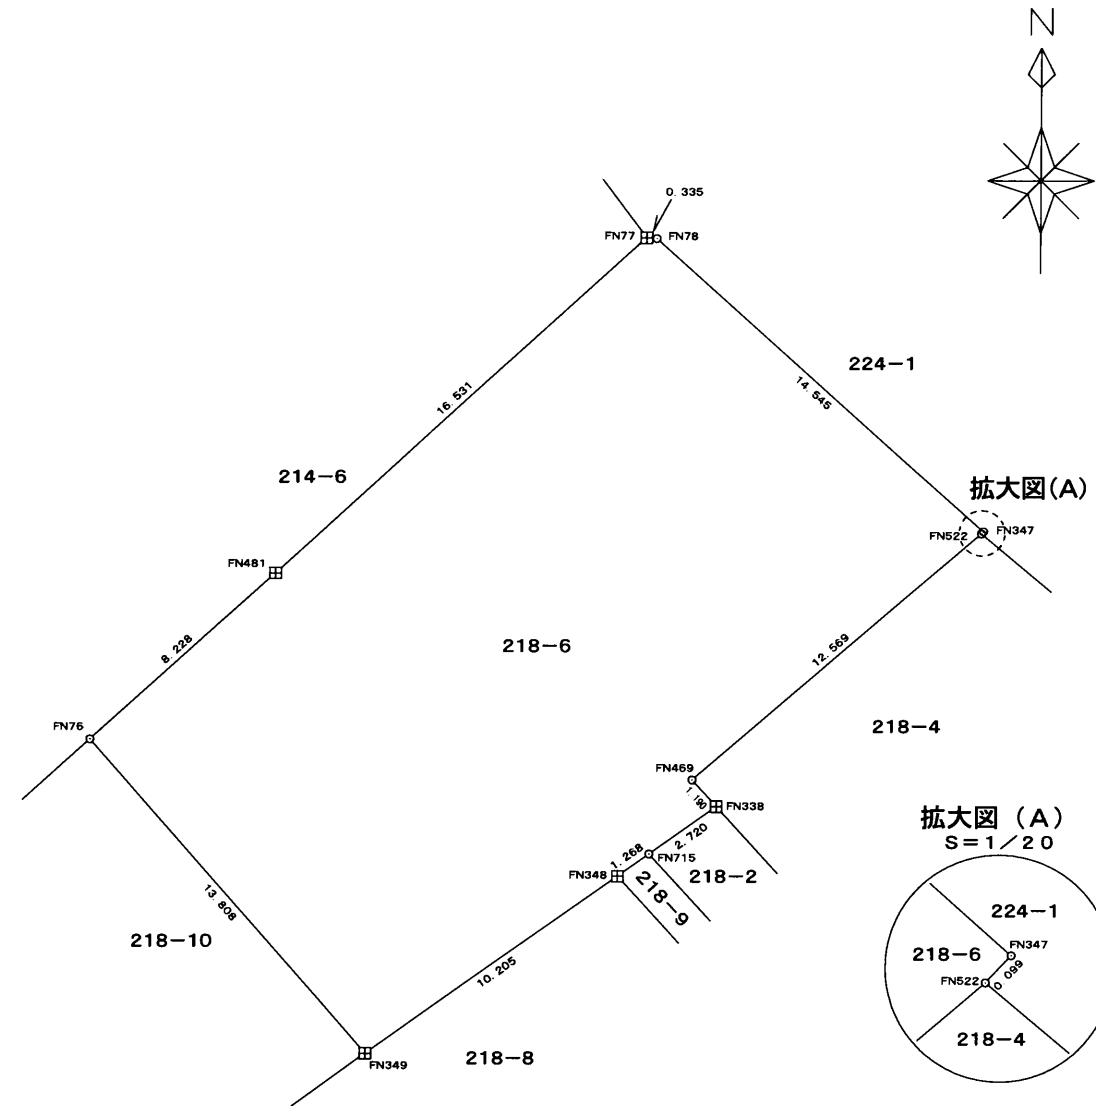 N
0.335
FN77
FN78
224-1
14.545
16.531
214-6
拡大図(A)
FN522
FN347
FN481
8.228
218-6
12.569
FN76
218-4
FN469
1.190
FN338
拡大図（A）
S=1/20
2.720
1.268
FN715
FN348
218-2
218-9
13.808
218-10
10.205
224-1
218-6
FN347
FN522
0.099
218-4
218-8
FN349